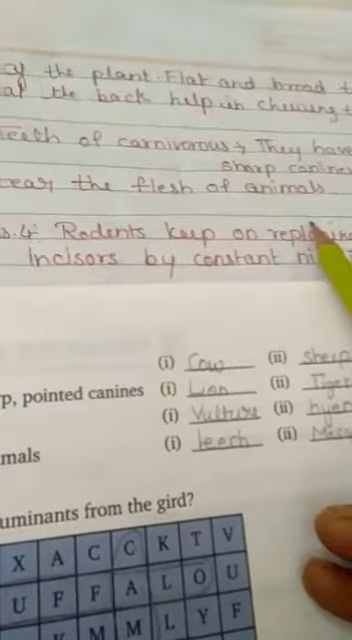 of the plant. Flat and broad
at the back help in chewing
teeth of carnivorous → They have
sharp canines
tear the flesh of animals
s.4: Rodents keep on replacing
Incisors by constant
(i) Cow (ii) Sheep
p, pointed canines (i) Lion (ii) Tiger
(i) Vulture (ii) hyen
mals (i) leech (ii)
uminants from the gird?
X A C C K T V
U F F A L O U
M M L Y F